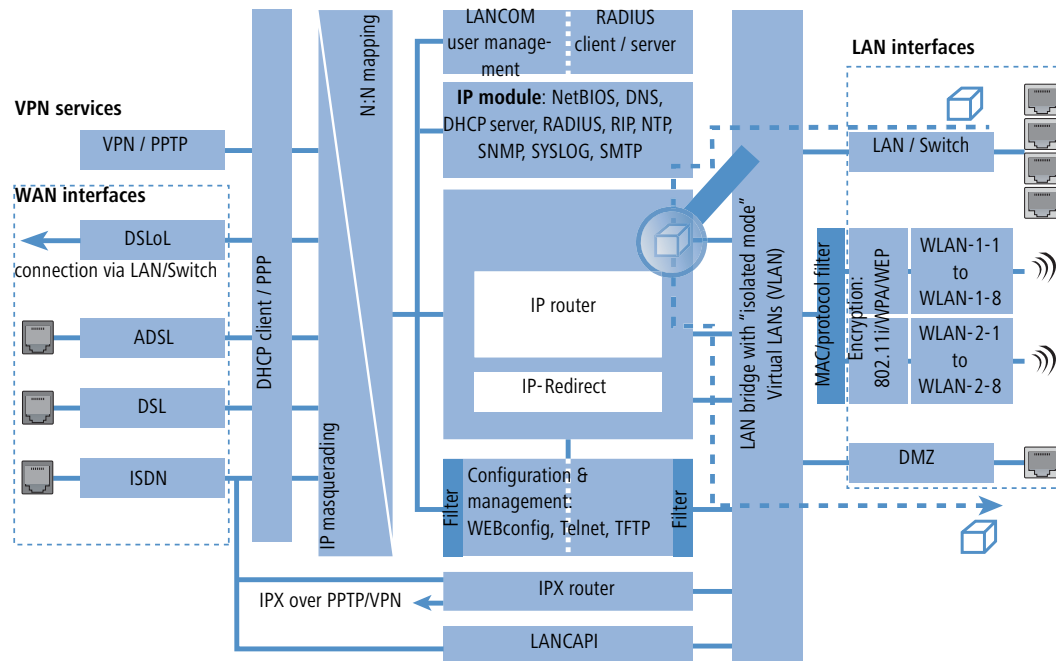 LANCOM
user manage-
ment
RADIUS
client / server
LAN interfaces
N:N mapping
IP module: NetBIOS, DNS,
DHCP server, RADIUS, RIP, NTP,
SNMP, SYSLOG, SMTP
VPN services
VPN / PPTP
LAN / Switch
WAN interfaces
DSLoL
connection via LAN/Switch
ADSL
DSL
ISDN
DHCP client / PPP
IP masquerading
IP router
IP-Redirect
LAN bridge with "isolated mode"
Virtual LANs (VLAN)
MAC/protocol filter
Encryption:
802.11i/WPA/WEP
WLAN-1-1
to
WLAN-1-8
WLAN-2-1
to
WLAN-2-8
DMZ
Filter
Configuration &
management:
WEBconfig, Telnet, TFTP
Filter
IPX router
IPX over PPTP/VPN
LANCAPI